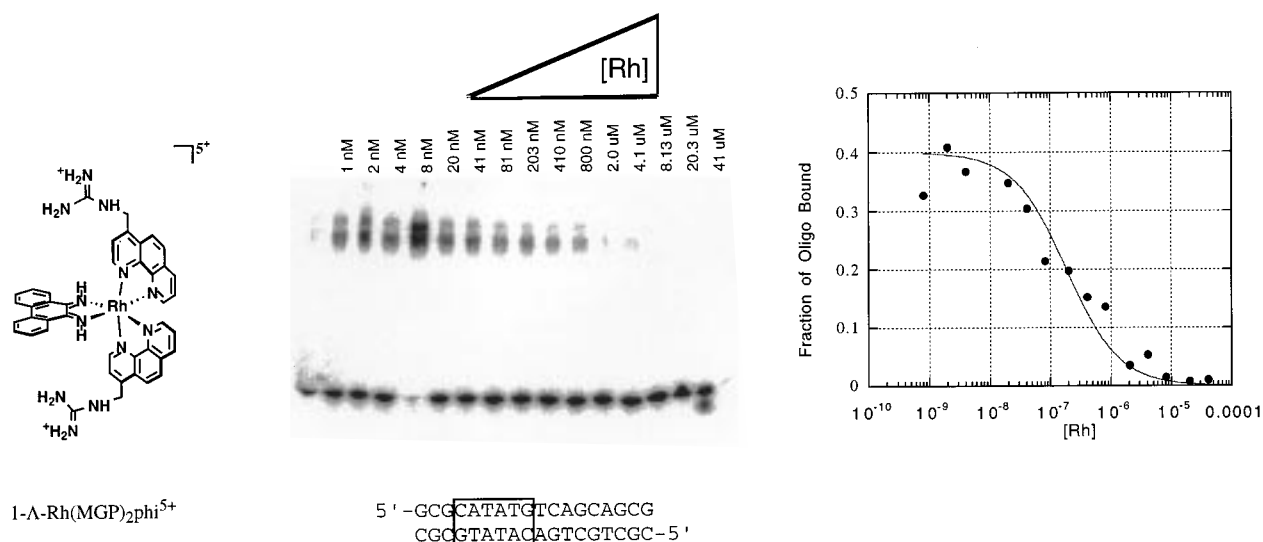 [Rh]
1 nM
2 nM
4 nM
8 nM
20 nM
41 nM
81 nM
203 nM
410 nM
800 nM
2.0 uM
4.1 uM
8.13 uM
20.3 uM
41 uM
]5+
+H2N
H2N
NH
N
N
H
N
N
H
Rh
N
N
H2N
NH
+H2N
1-Λ-Rh(MGP)2phi5+
5'-GCGCATATGTCAGCAGCG
CGCGTATACAGTCGTCGC-5'
Fraction of Oligo Bound
0.5
0.4
0.3
0.2
0.1
0
10-10 10-9 10-8 10-7 10-6 10-5 0.0001
[Rh]